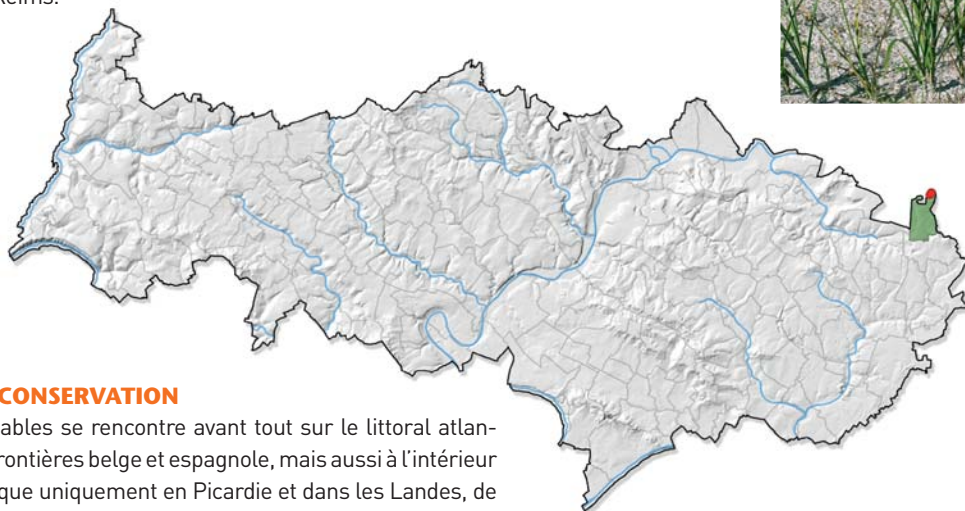 Reims.
CONSERVATION
ables se rencontre avant tout sur le littoral atlan-
rontières belge et espagnole, mais aussi à l'intérieur
que uniquement en Picardie et dans les Landes, de